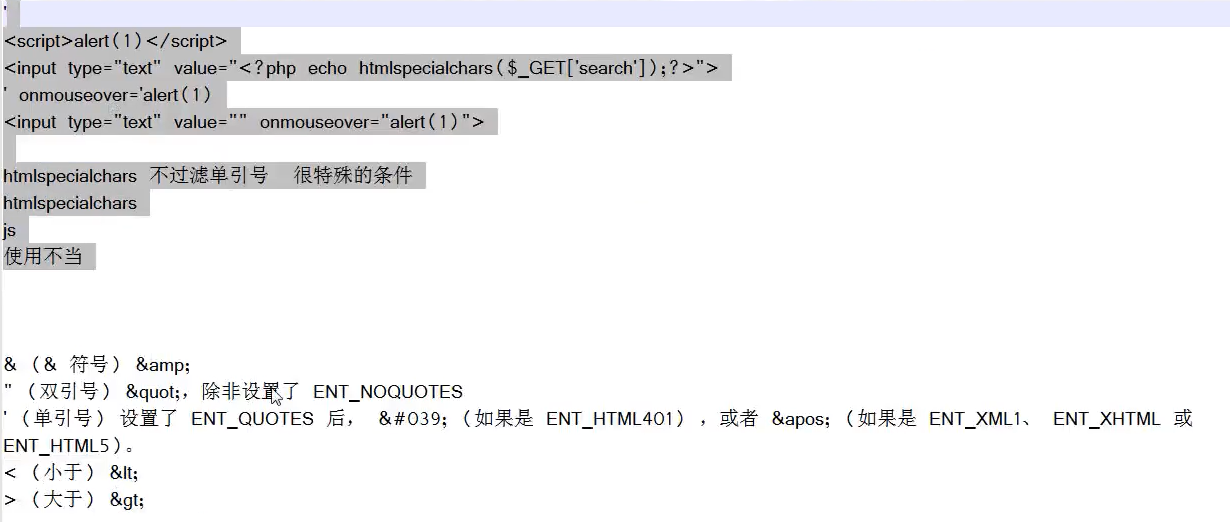 '
<script>alert(1)</script>
<input type="text" value="<?php echo htmlspecialchars($_GET['search']);?>">
' onmouseover='alert(1)
<input type="text" value="" onmouseover="alert(1)">
htmlspecialchars 不过滤单引号 很特殊的条件
htmlspecialchars
js
使用不当
& （& 符号） &amp;
" （双引号） &quot;，除非设置了 ENT_NOQUOTES
' （单引号） 设置了 ENT_QUOTES 后， &#039; （如果是 ENT_HTML401） ，或者 &apos; （如果是 ENT_XML1、 ENT_XHTML 或
ENT_HTML5）。
< （小于） &lt;
> （大于） &gt;